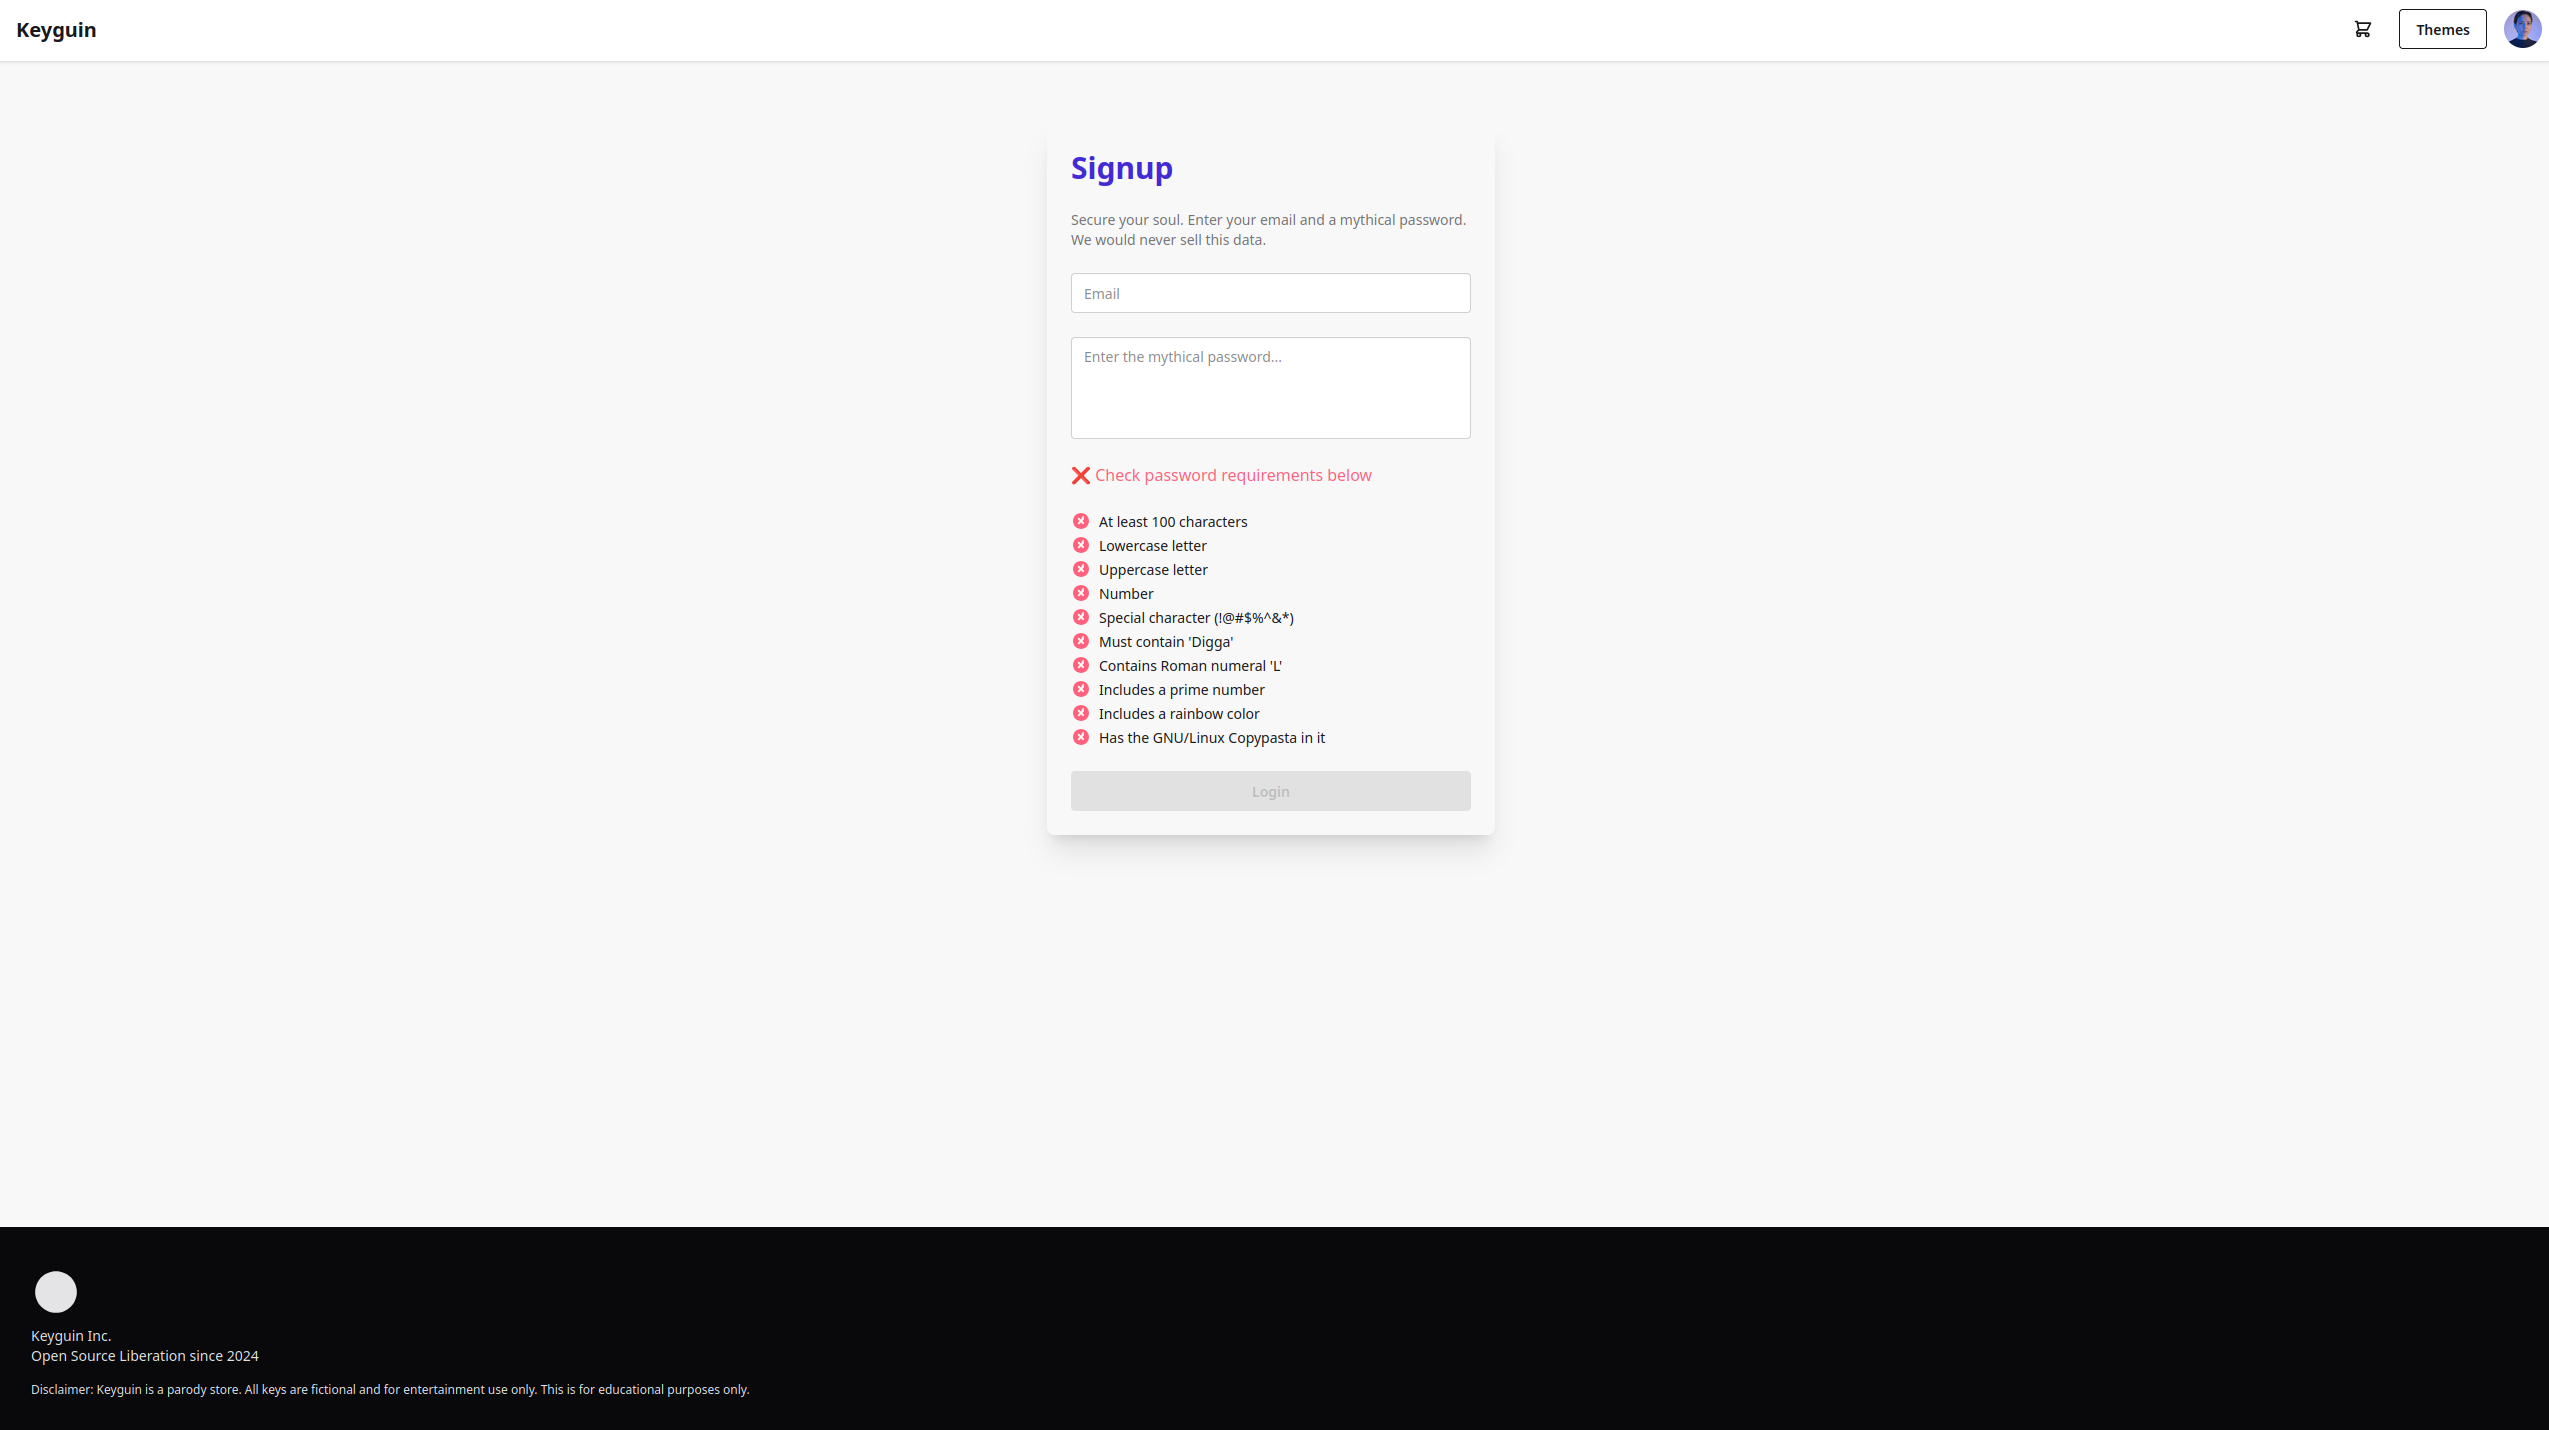 Keyguin
Themes
Signup
Secure your soul. Enter your email and a mythical password.
We would never sell this data.
Email
Enter the mythical password...
❌ Check password requirements below
At least 100 characters
Lowercase letter
Uppercase letter
Number
Special character (!@#$%^&*)
Must contain 'Digga'
Contains Roman numeral 'L'
Includes a prime number
Includes a rainbow color
Has the GNU/Linux Copypasta in it
Login
Keyguin Inc.
Open Source Liberation since 2024
Disclaimer: Keyguin is a parody store. All keys are fictional and for entertainment use only. This is for educational purposes only.